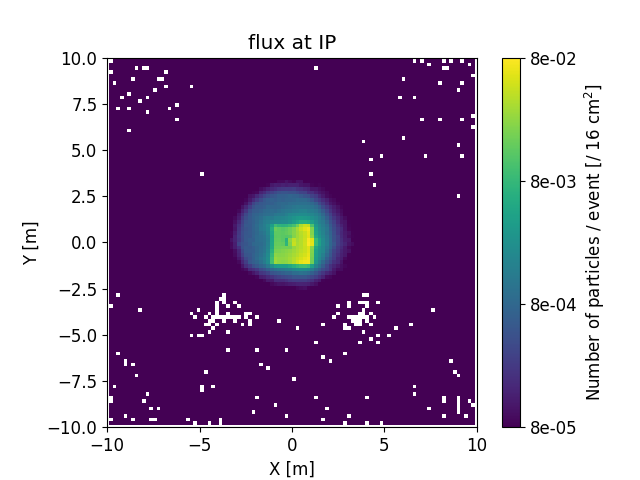 flux at IP
10.0
7.5
5.0
2.5
0.0
−2.5
−5.0
−7.5
−10.0
Y [m]
−10
−5
0
5
10
X [m]
8e-02
8e-03
8e-04
8e-05
Number of particles / event [/ 16 cm²]